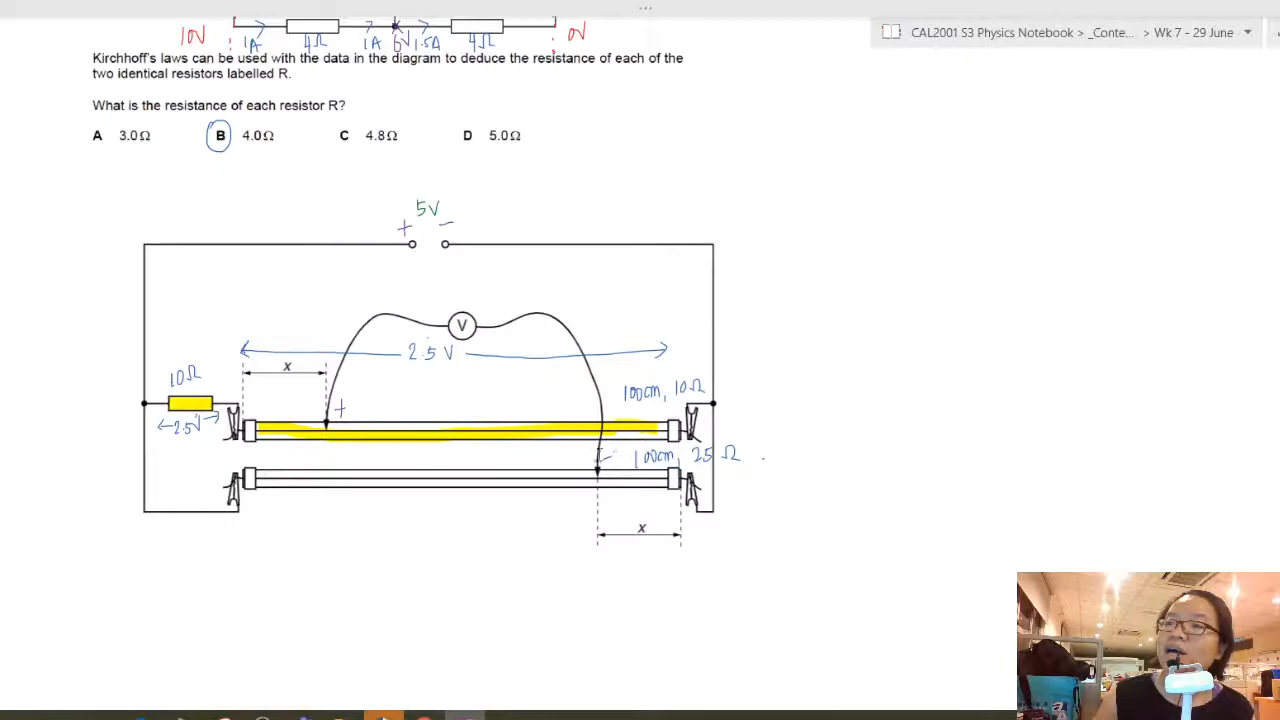 CAL2001 S3 Physics Notebook > _Conte... > Wk 7 - 29 June
10V 1A 4Ω 1A 6V 1.5A 4Ω 0V
Kirchhoff's laws can be used with the data in the diagram to deduce the resistance of each of the
two identical resistors labelled R.
What is the resistance of each resistor R?
A 3.0Ω B 4.0Ω C 4.8Ω D 5.0Ω
5V
+ −
V
2.5 V
x
10Ω
100cm, 10Ω
+
2.5V
100cm, 25Ω
x